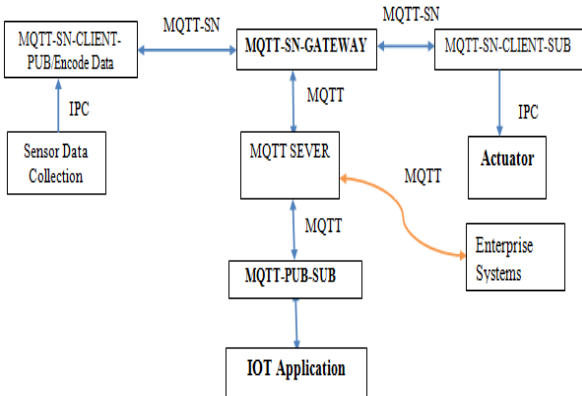 MQTT-SN
MQTT-SN
MQTT-SN-CLIENT-
PUB/Encode Data
MQTT-SN-GATEWAY
MQTT-SN-CLIENT-SUB
IPC
MQTT
IPC
Sensor Data
Collection
MQTT SEVER
Actuator
MQTT
MQTT
Enterprise
Systems
MQTT-PUB-SUB
IOT Application